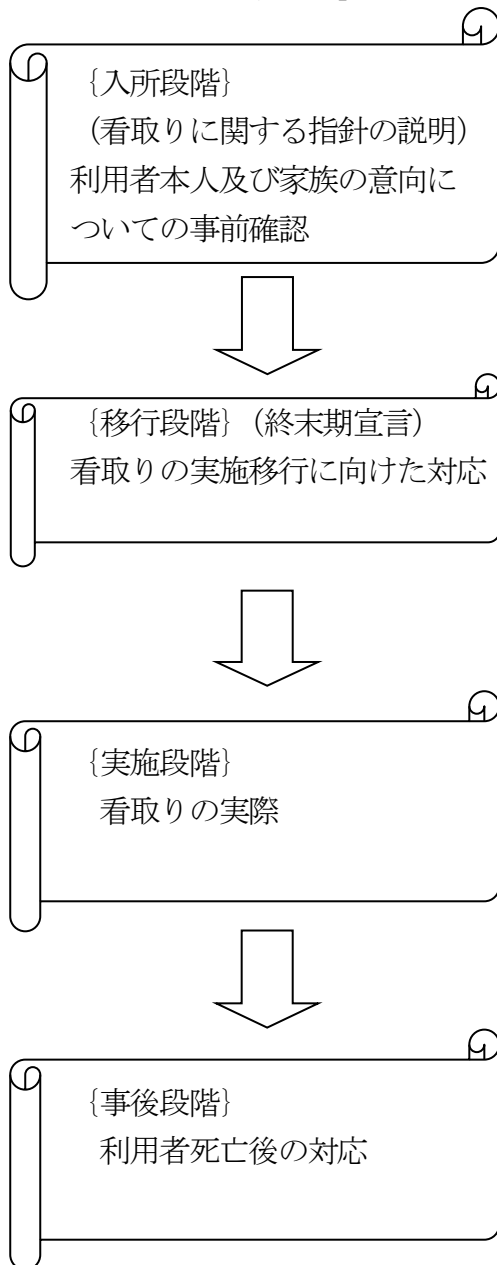 {入所段階}
（看取りに関する指針の説明）
利用者本人及び家族の意向に
ついての事前確認
{移行段階}（終末期宣言）
看取りの実施移行に向けた対応
{実施段階}
看取りの実際
{事後段階}
利用者死亡後の対応